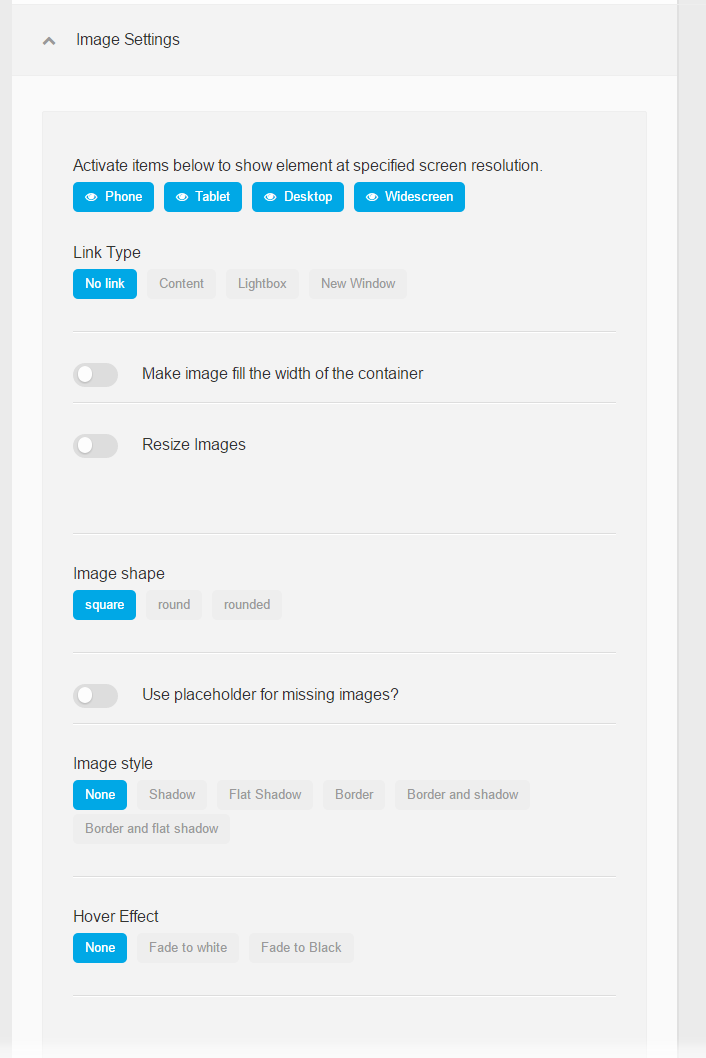 Image Settings
Activate items below to show element at specified screen resolution.
Phone Tablet Desktop Widescreen
Link Type
No link Content Lightbox New Window
Make image fill the width of the container
Resize Images
Image shape
square round rounded
Use placeholder for missing images?
Image style
None Shadow Flat Shadow Border Border and shadow
Border and flat shadow
Hover Effect
None Fade to white Fade to Black